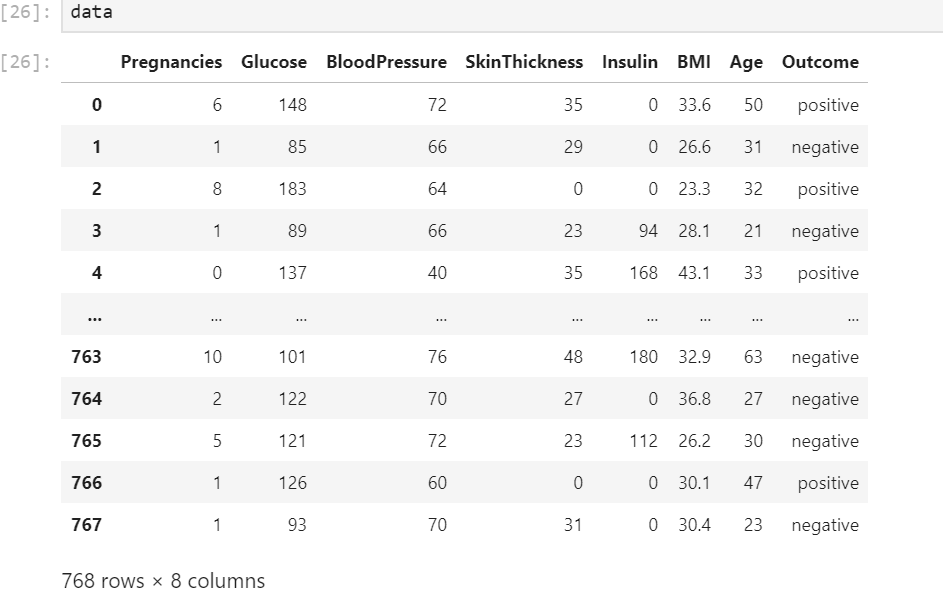 [26]: data
[26]:
Pregnancies Glucose BloodPressure SkinThickness Insulin BMI Age Outcome
0 6 148 72 35 0 33.6 50 positive
1 1 85 66 29 0 26.6 31 negative
2 8 183 64 0 0 23.3 32 positive
3 1 89 66 23 94 28.1 21 negative
4 0 137 40 35 168 43.1 33 positive
... ... ... ... ... ... ... ... ...
763 10 101 76 48 180 32.9 63 negative
764 2 122 70 27 0 36.8 27 negative
765 5 121 72 23 112 26.2 30 negative
766 1 126 60 0 0 30.1 47 positive
767 1 93 70 31 0 30.4 23 negative
768 rows × 8 columns